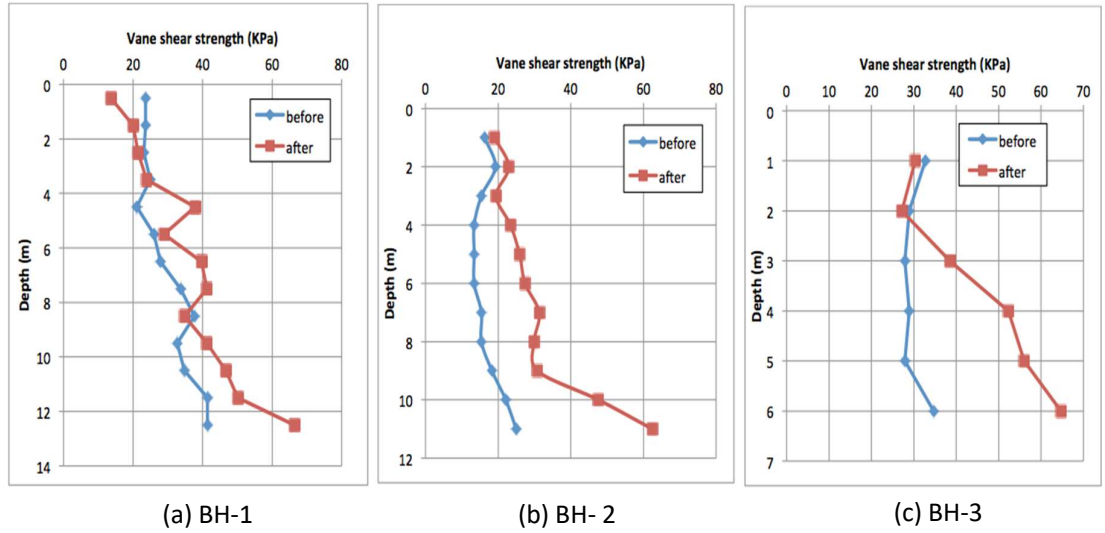 Vane shear strength (KPa)
0 20 40 60 80
0
2
4
6
8
10
12
14
Depth (m)
before
after
(a) BH-1
Vane shear strength (KPa)
0 20 40 60 80
0
2
4
6
8
10
12
Depth (m)
before
after
(b) BH- 2
Vane shear strength (KPa)
0 10 20 30 40 50 60 70
0
1
2
3
4
5
6
7
Depth (m)
before
after
(c) BH-3